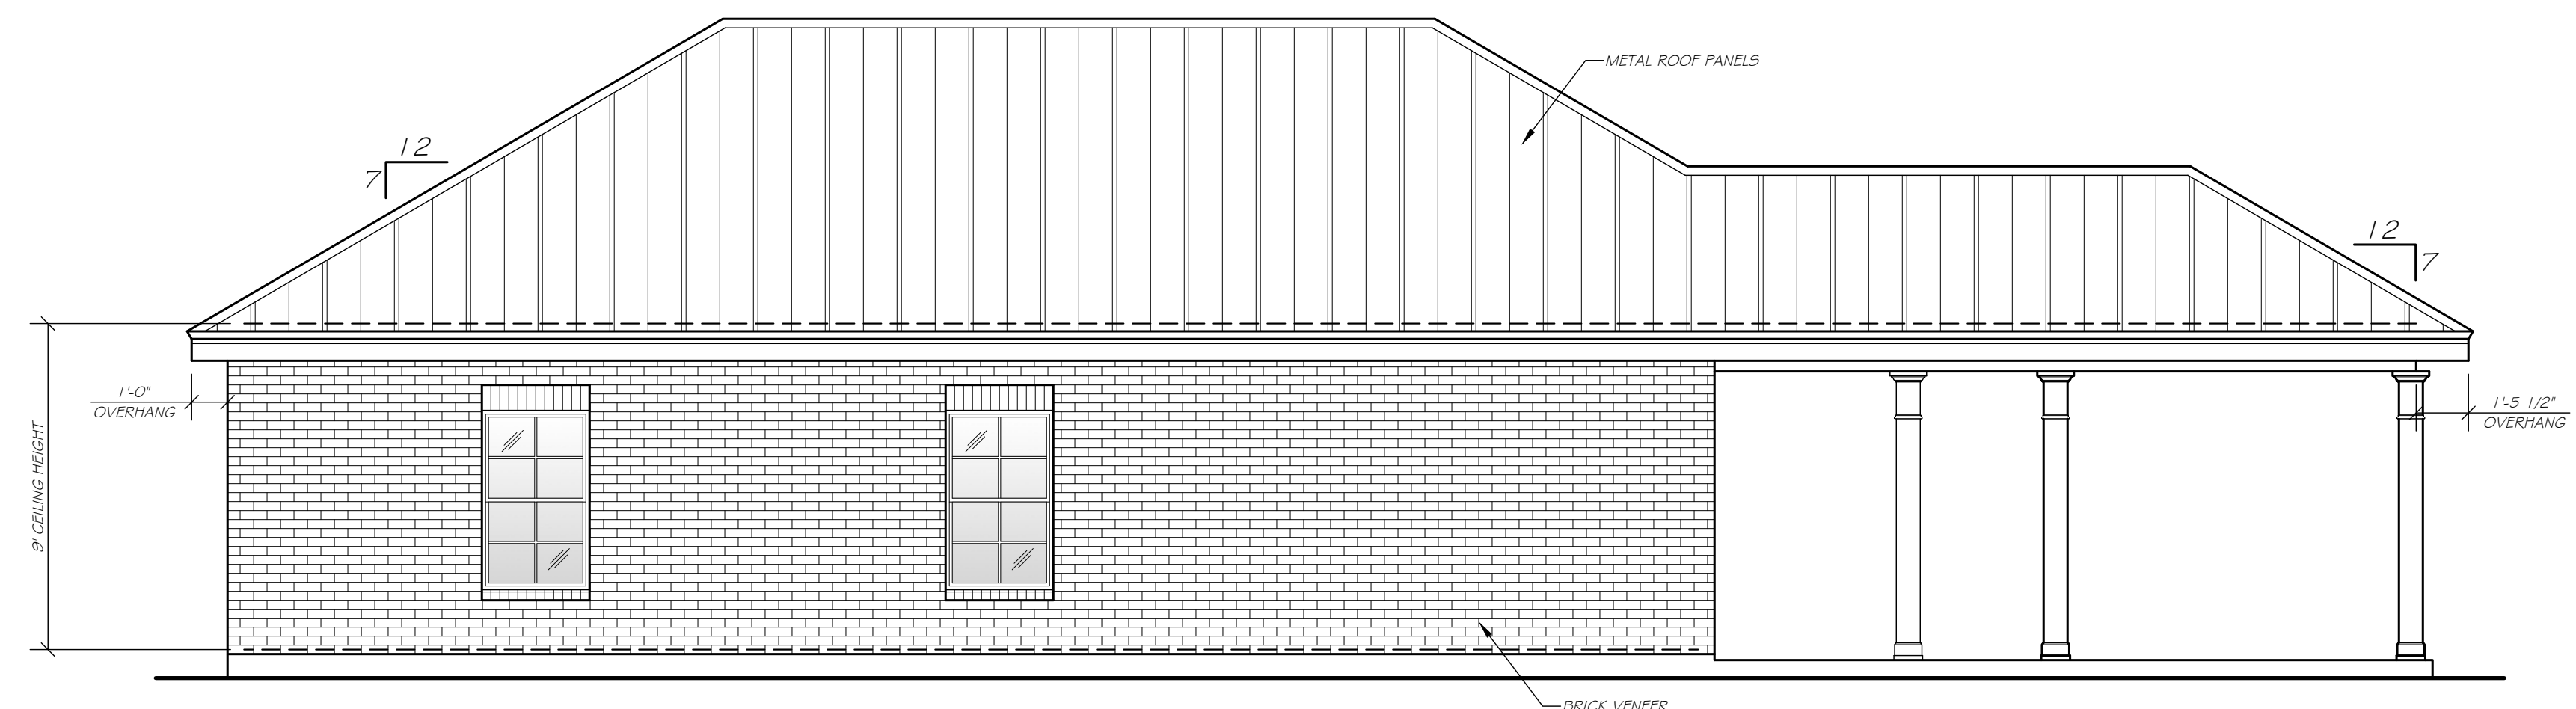 METAL ROOF PANELS
12
7
12
7
1'-0"
OVERHANG
1'-5 1/2"
OVERHANG
9' CEILING HEIGHT
BRICK VENEER